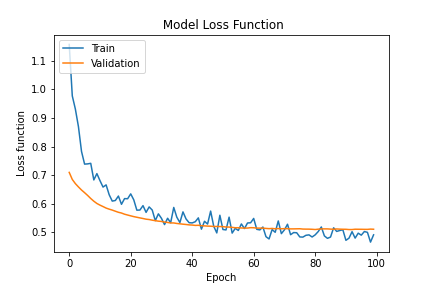 Model Loss Function
Train
Validation
1.1
1.0
0.9
0.8
0.7
0.6
0.5
Loss function
0 20 40 60 80 100
Epoch